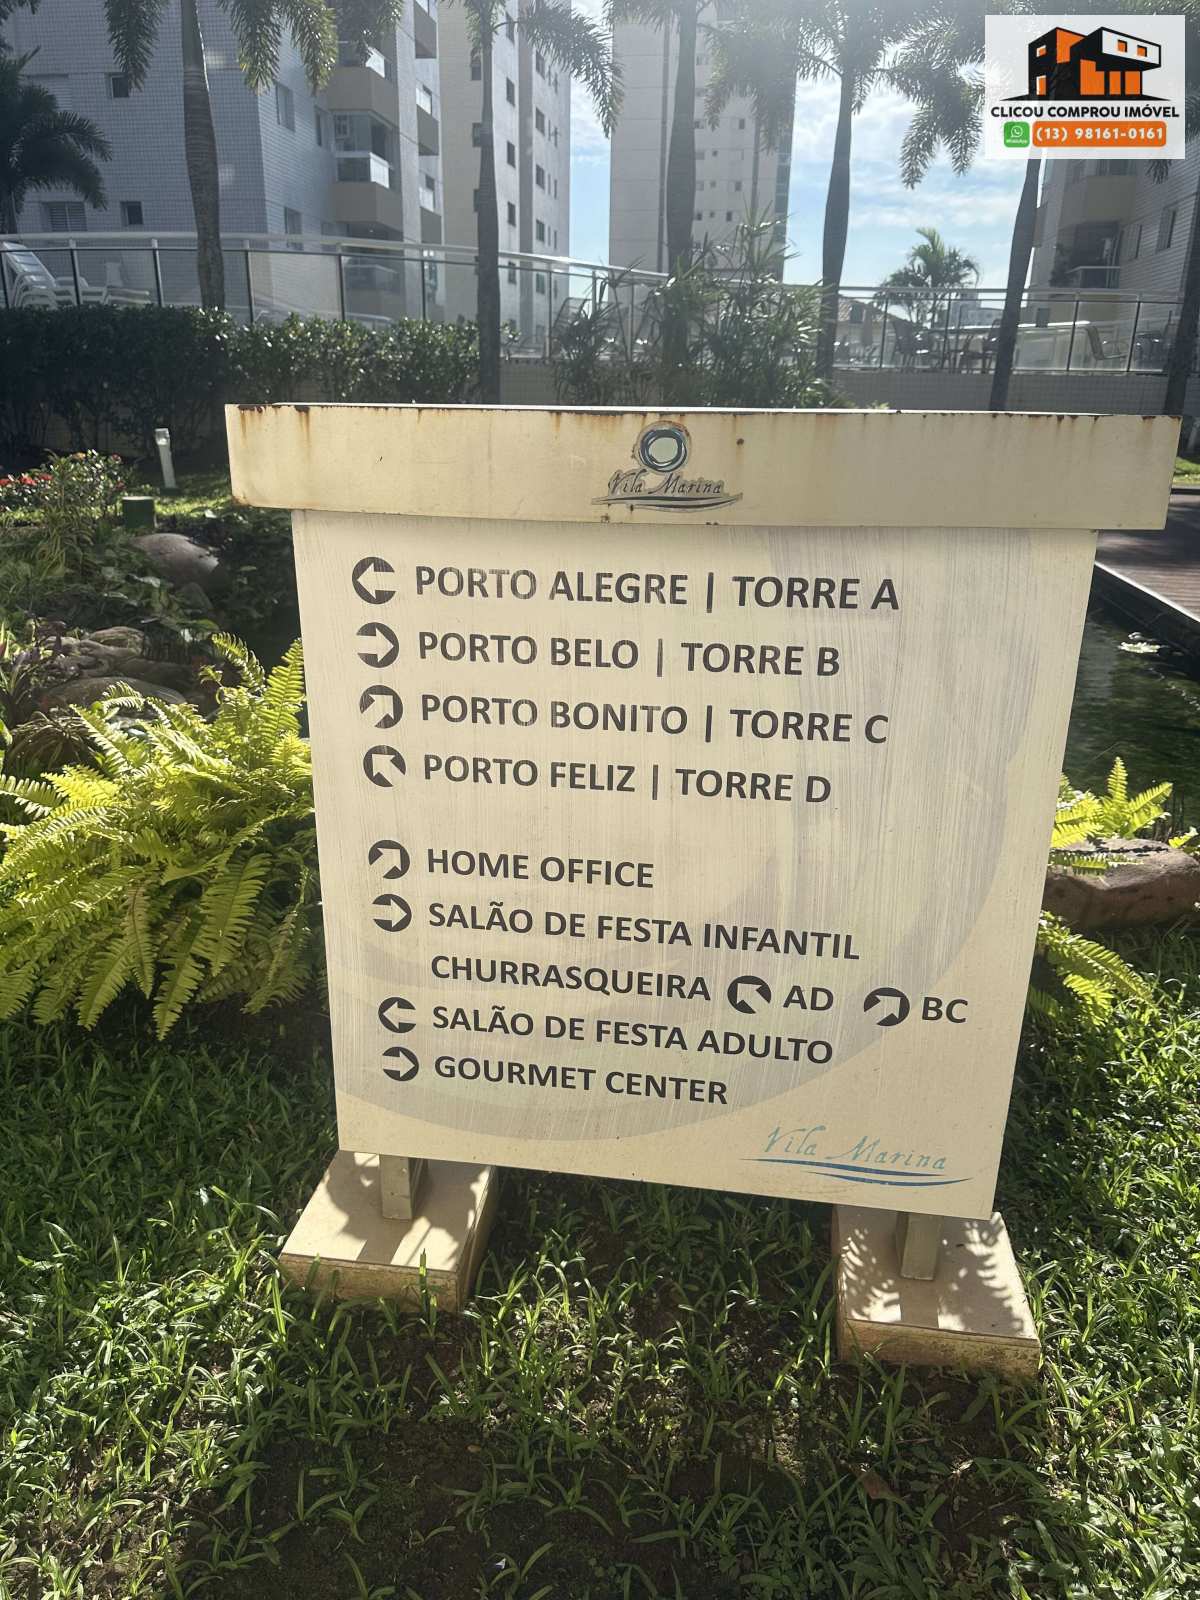 CLICOU COMPROU IMÓVEL
WhatsApp (13) 98161-0161
Vila Marina
PORTO ALEGRE | TORRE A
PORTO BELO | TORRE B
PORTO BONITO | TORRE C
PORTO FELIZ | TORRE D
HOME OFFICE
SALÃO DE FESTA INFANTIL
CHURRASQUEIRA AD BC
SALÃO DE FESTA ADULTO
GOURMET CENTER
Vila Marina